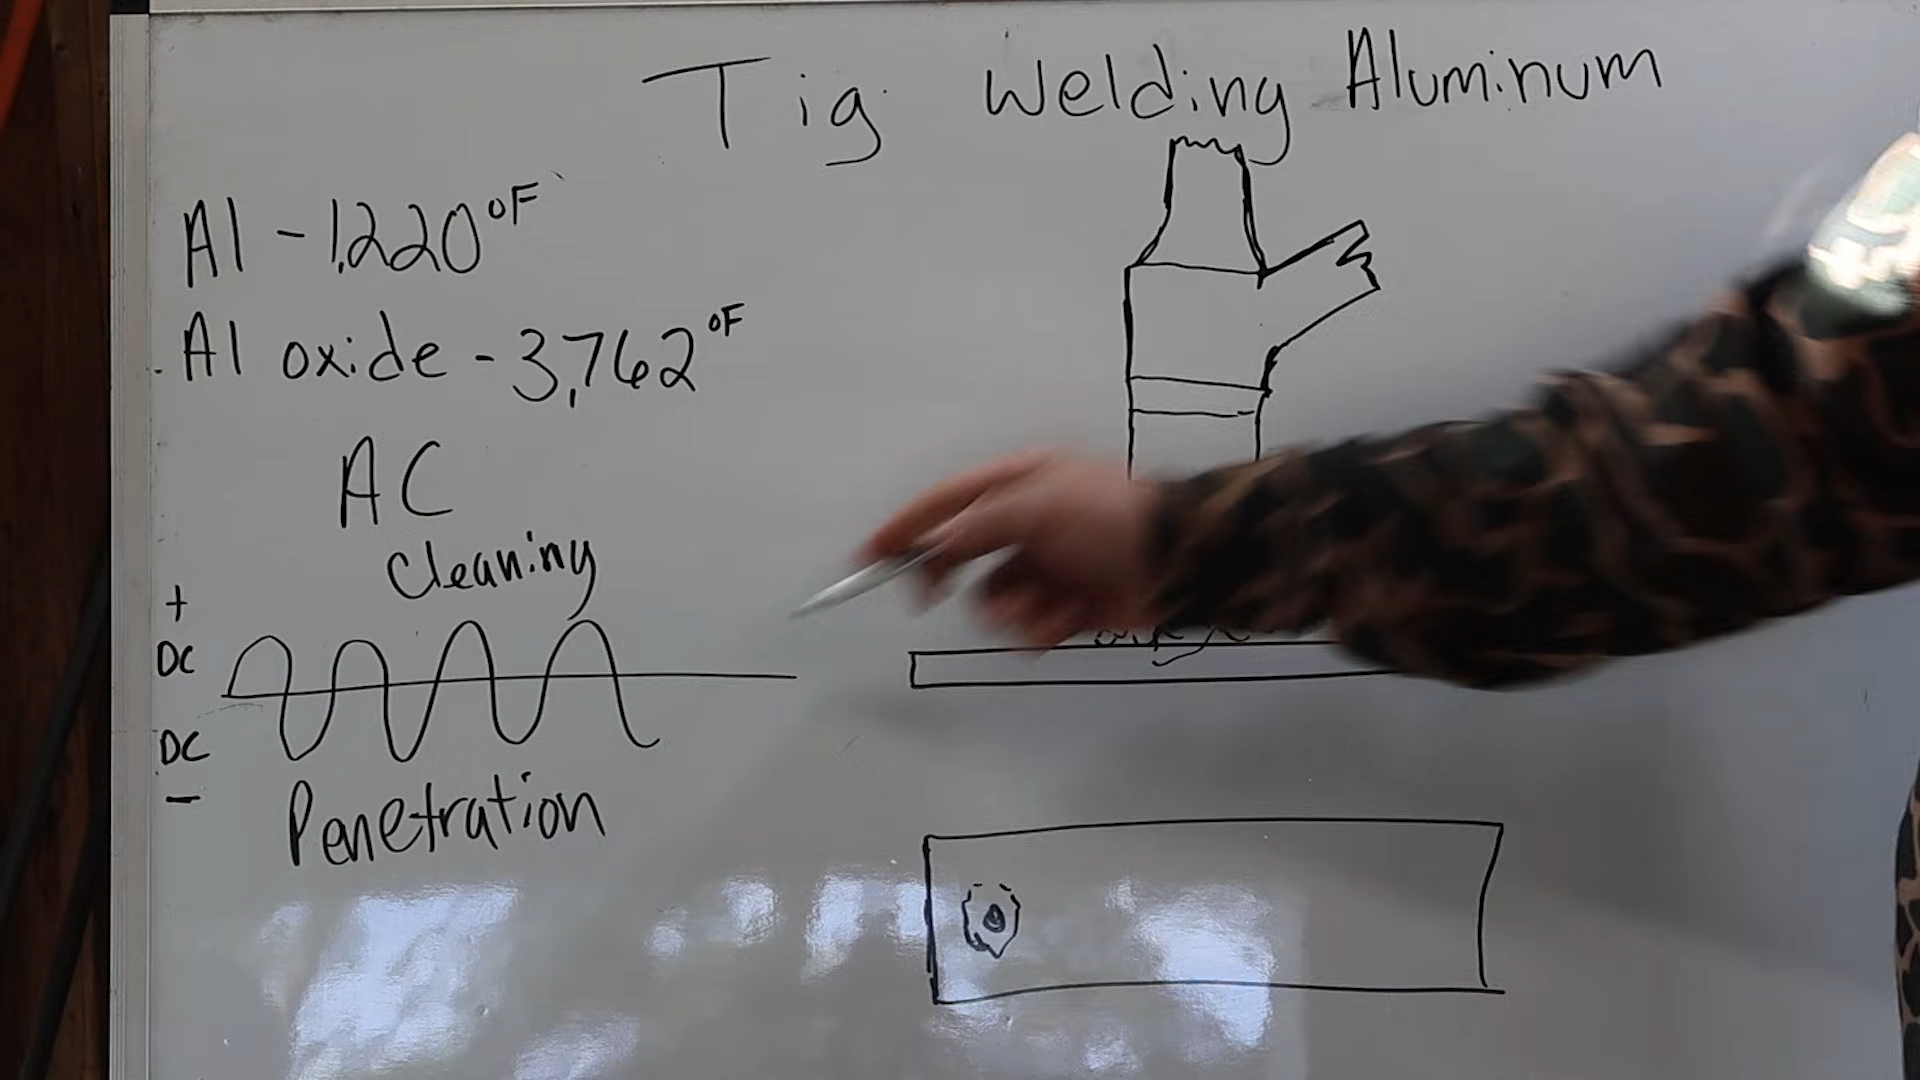 Tig Welding Aluminum
Al - 1,220°F
Al oxide - 3,762°F
AC
Cleaning
+
DC
DC
-
Penetration